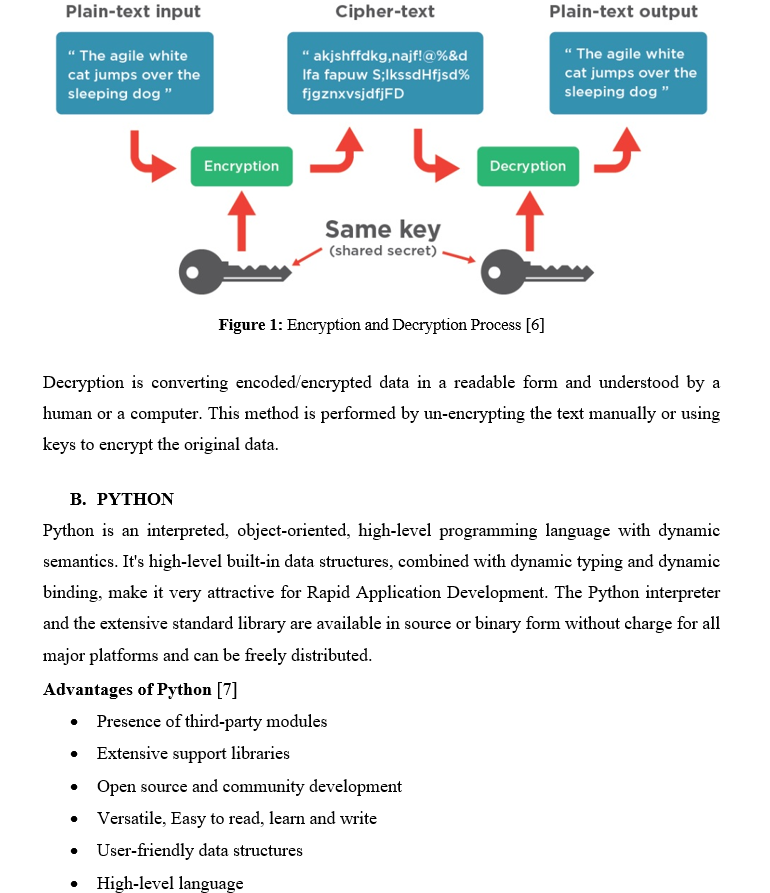 Plain-text input
Cipher-text
Plain-text output
“ The agile white
cat jumps over the
sleeping dog ”
“ akjshffdkg,najf!@%&d
lfa fapuw S;lkssdHfjsd%
fjgznxvsjdfjFD
“ The agile white
cat jumps over the
sleeping dog ”
Encryption
Decryption
Same key
(shared secret)
Figure 1: Encryption and Decryption Process [6]
Decryption is converting encoded/encrypted data in a readable form and understood by a
human or a computer. This method is performed by un-encrypting the text manually or using
keys to encrypt the original data.
B. PYTHON
Python is an interpreted, object-oriented, high-level programming language with dynamic
semantics. It's high-level built-in data structures, combined with dynamic typing and dynamic
binding, make it very attractive for Rapid Application Development. The Python interpreter
and the extensive standard library are available in source or binary form without charge for all
major platforms and can be freely distributed.
Advantages of Python [7]
• Presence of third-party modules
• Extensive support libraries
• Open source and community development
• Versatile, Easy to read, learn and write
• User-friendly data structures
• High-level language